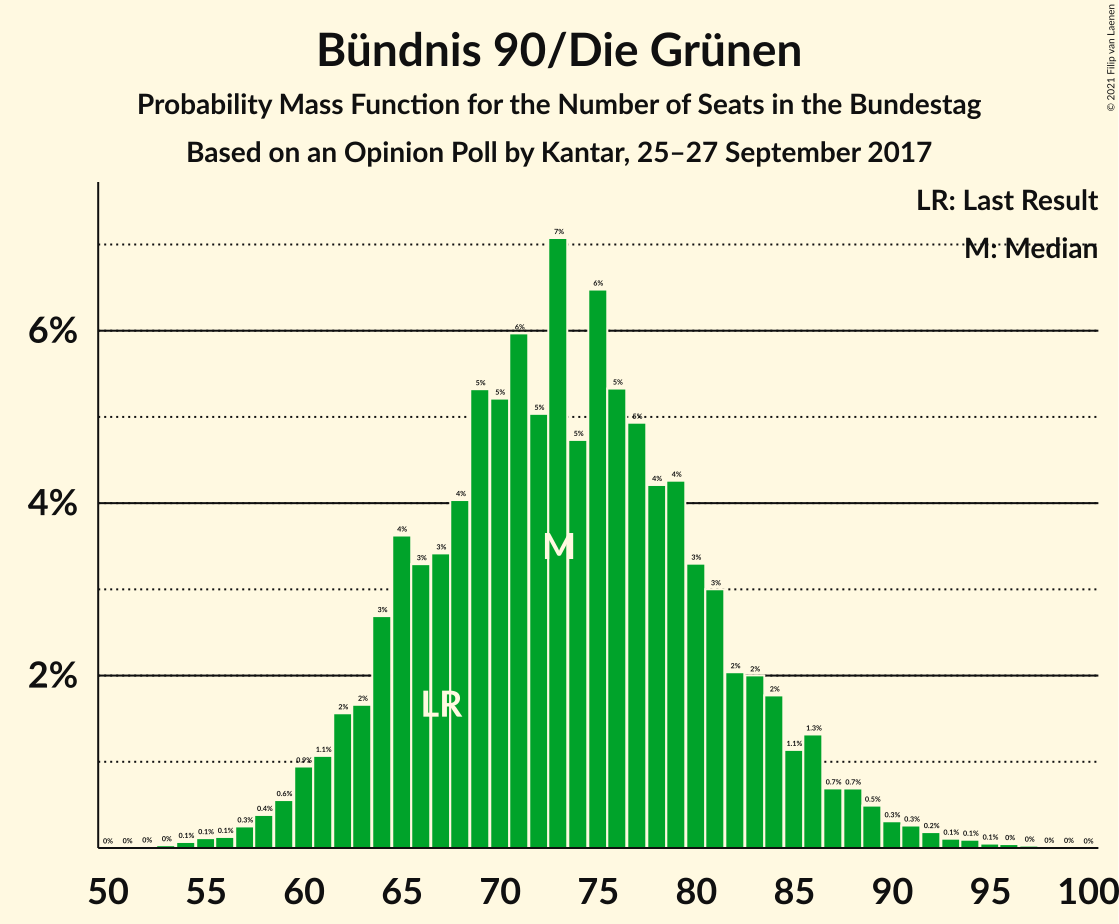 Bündnis 90/Die Grünen
Probability Mass Function for the Number of Seats in the Bundestag
Based on an Opinion Poll by Kantar, 25–27 September 2017
© 2021 Filip van Laenen
LR: Last Result
M: Median
6%
4%
2%
0% 0% 0% 0% 0.1% 0.1% 0.1% 0.3% 0.4% 0.6% 0.9% 1.1% 2% 2% 3% 4% 3% 3% 4% 5% 5% 6% 5% 7% 5% 6% 5% 5% 4% 4% 3% 3% 2% 2% 2% 1.1% 1.3% 0.7% 0.7% 0.5% 0.3% 0.3% 0.2% 0.1% 0.1% 0.1% 0% 0% 0% 0% 0%
M
LR
50 55 60 65 70 75 80 85 90 95 100